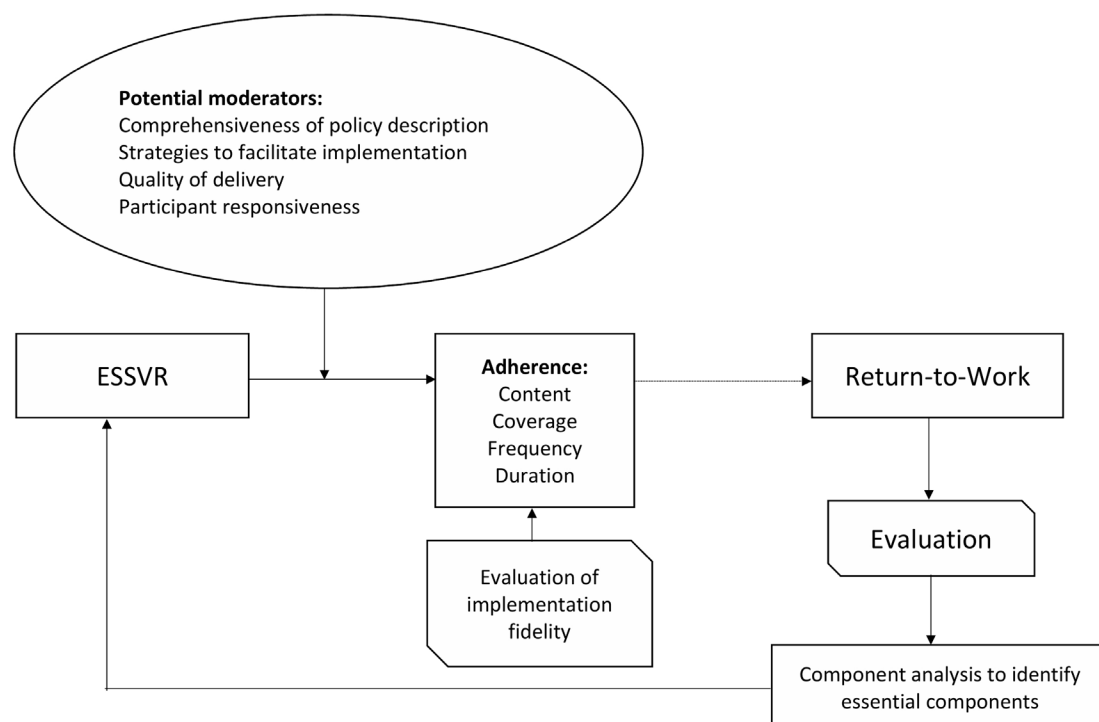 Potential moderators:
Comprehensiveness of policy description
Strategies to facilitate implementation
Quality of delivery
Participant responsiveness
ESSVR
Adherence:
Content
Coverage
Frequency
Duration
Return-to-Work
Evaluation
Evaluation of
implementation
fidelity
Component analysis to identify
essential components